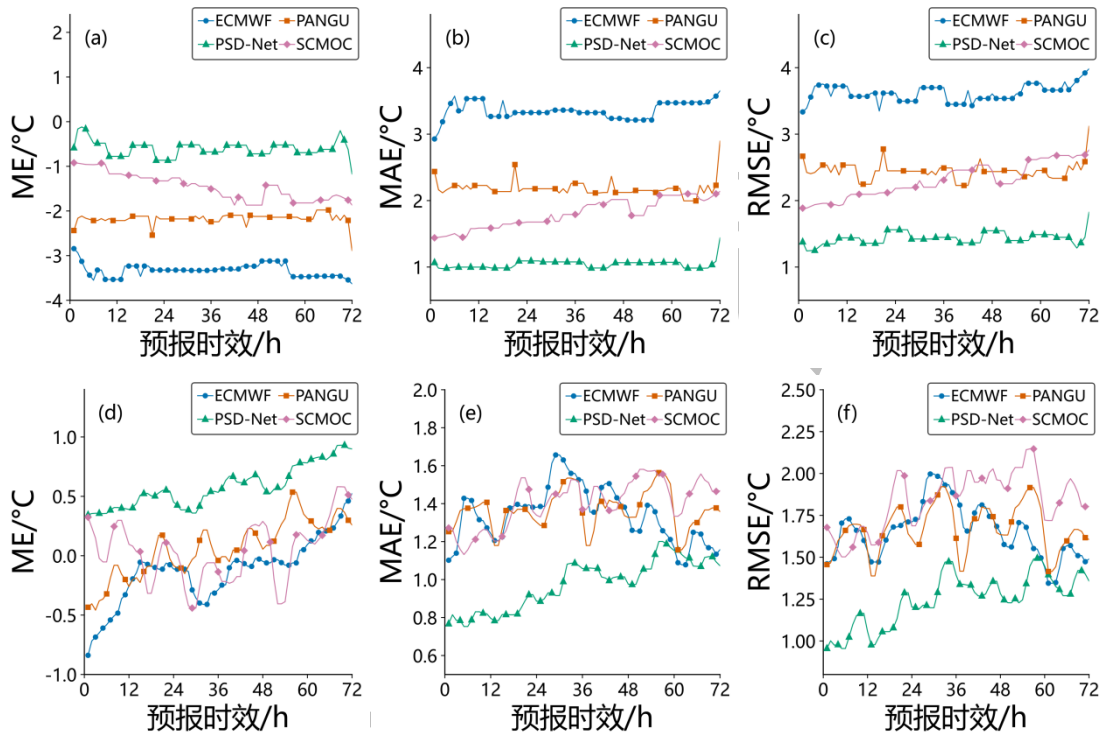 (a)
ECMWF PANGU
PSD-Net SCMOC
ME/°C
2
1
0
-1
-2
-3
-4
0 12 24 36 48 60 72
预报时效/h
(b)
ECMWF PANGU
PSD-Net SCMOC
MAE/°C
4
3
2
1
0 12 24 36 48 60 72
预报时效/h
(c)
ECMWF PANGU
PSD-Net SCMOC
RMSE/°C
4
3
2
1
0 12 24 36 48 60 72
预报时效/h
(d)
ECMWF PANGU
PSD-Net SCMOC
ME/°C
1.0
0.5
0.0
-0.5
-1.0
0 12 24 36 48 60 72
预报时效/h
(e)
ECMWF PANGU
PSD-Net SCMOC
MAE/°C
2.0
1.8
1.6
1.4
1.2
1.0
0.8
0.6
0 12 24 36 48 60 72
预报时效/h
(f)
ECMWF PANGU
PSD-Net SCMOC
RMSE/°C
2.50
2.25
2.00
1.75
1.50
1.25
1.00
0 12 24 36 48 60 72
预报时效/h